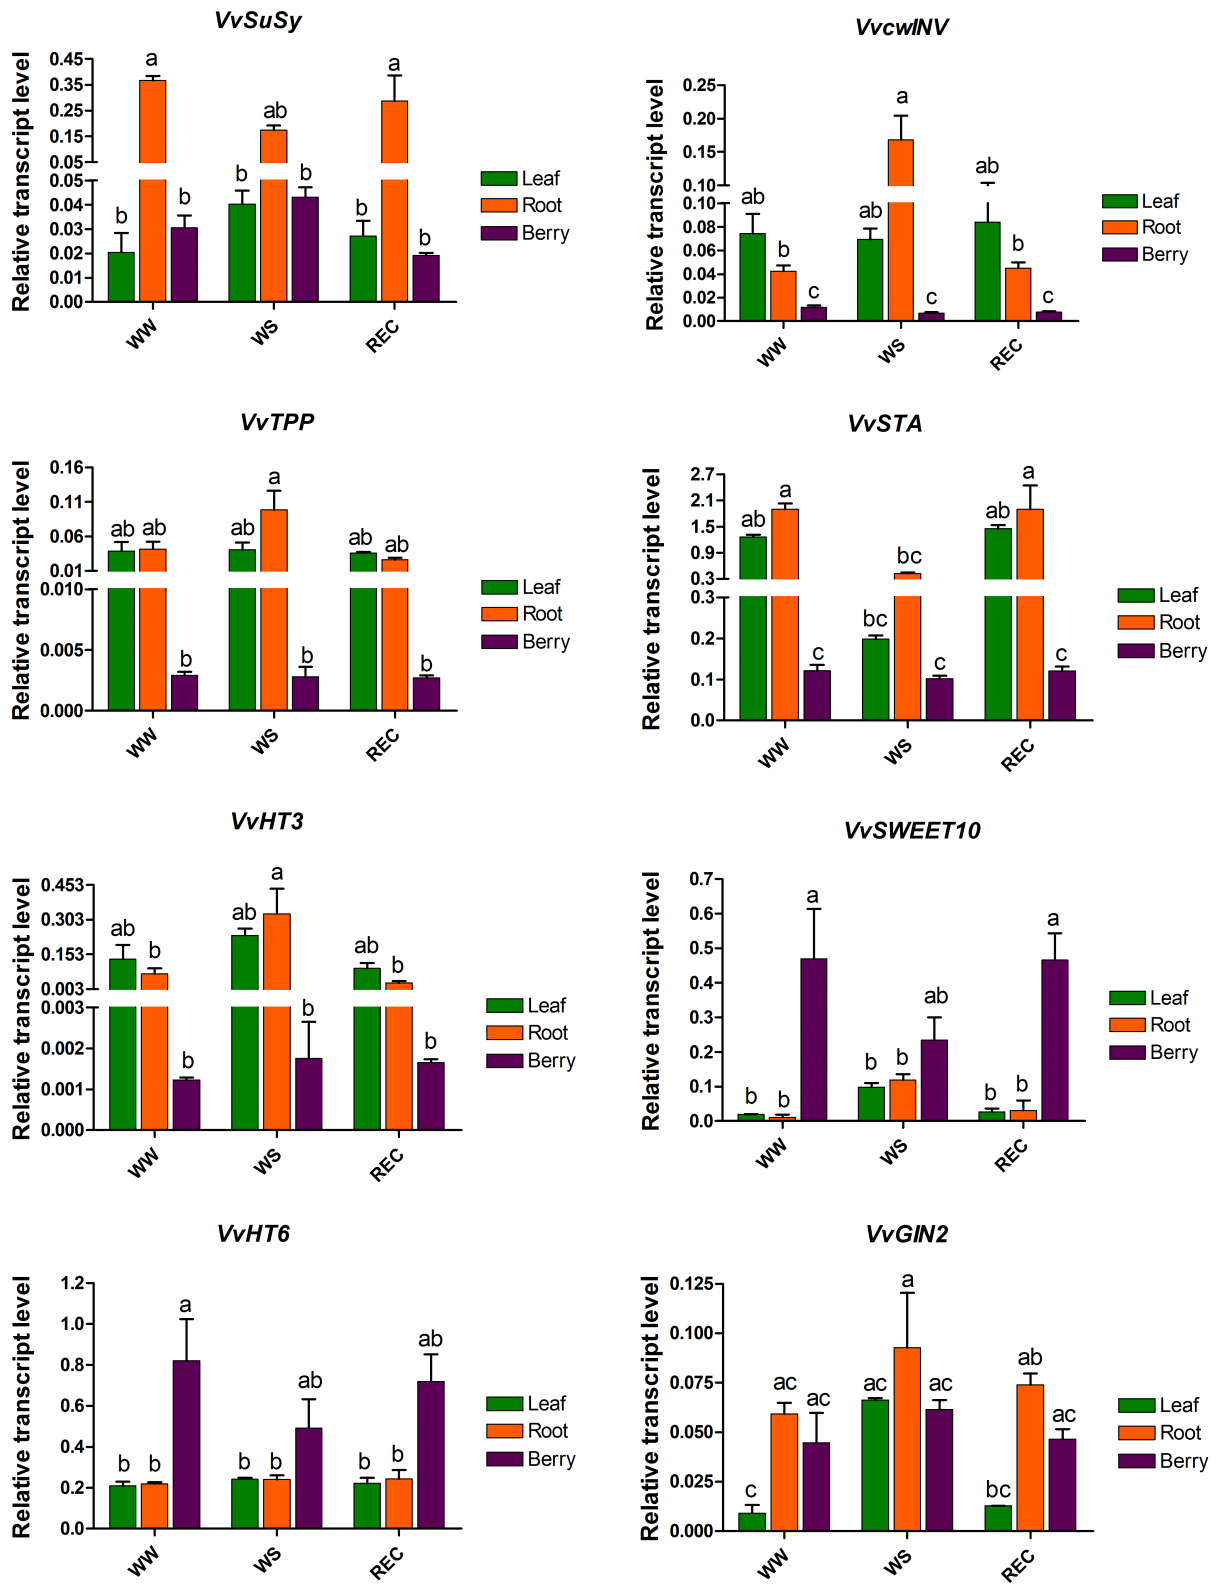 VvSuSy
Relative transcript level
0.45
0.35
0.25
0.15
0.05
0.05
0.04
0.03
0.02
0.01
0.00
b a b
b ab b
b a b
WW WS REC
Leaf
Root
Berry
VvcwINV
Relative transcript level
0.25
0.20
0.15
0.10
0.10
0.08
0.06
0.04
0.02
0.00
ab b c
ab a c
ab b c
WW WS REC
Leaf
Root
Berry
VvTPP
Relative transcript level
0.16
0.11
0.06
0.01
0.010
0.005
0.000
ab ab b
ab a b
ab ab b
WW WS REC
Leaf
Root
Berry
VvSTA
Relative transcript level
2.7
2.1
1.5
0.9
0.3
0.3
0.2
0.1
0.0
ab a c
bc bc c
ab a c
WW WS REC
Leaf
Root
Berry
VvHT3
Relative transcript level
0.453
0.303
0.153
0.003
0.003
0.002
0.001
0.000
ab b b
ab a b
ab b b
WW WS REC
Leaf
Root
Berry
VvSWEET10
Relative transcript level
0.7
0.6
0.5
0.4
0.3
0.2
0.1
0.0
b b a
b b ab
b b a
WW WS REC
Leaf
Root
Berry
VvHT6
Relative transcript level
1.2
1.0
0.8
0.6
0.4
0.2
0.0
b b a
b b ab
b b ab
WW WS REC
Leaf
Root
Berry
VvGIN2
Relative transcript level
0.125
0.100
0.075
0.050
0.025
0.000
c ac ac
ac a ac
bc ab ac
WW WS REC
Leaf
Root
Berry